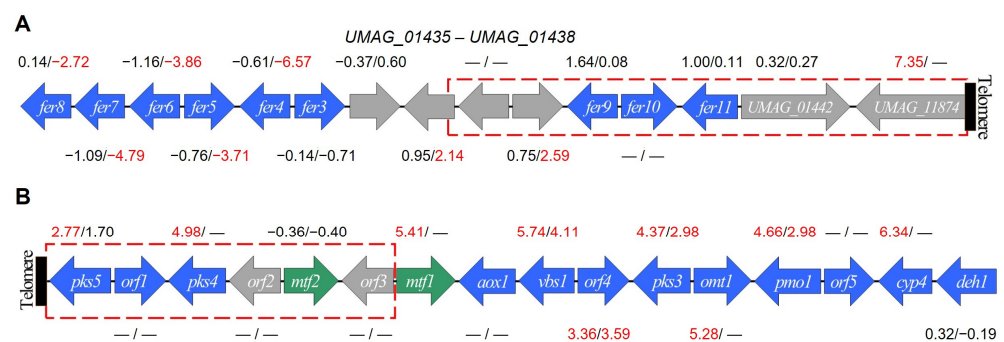 A
UMAG_01435 – UMAG_01438
0.14/−2.72 −1.16/−3.86 −0.61/−6.57 −0.37/0.60 — / — 1.64/0.08 1.00/0.11 0.32/0.27 7.35/ —
fer8 fer7 fer6 fer5 fer4 fer3 fer9 fer10 fer11 UMAG_01442 UMAG_11874 Telomere
−1.09/−4.79 −0.76/−3.71 −0.14/−0.71 0.95/2.14 0.75/2.59 — / —
B
2.77/1.70 4.98/ — −0.36/−0.40 5.41/ — 5.74/4.11 4.37/2.98 4.66/2.98 — / — 6.34/ —
Telomere pks5 orf1 pks4 orf2 mtf2 orf3 mtf1 aox1 vbs1 orf4 pks3 omt1 pmo1 orf5 cyp4 deh1
— / — — / — — / — — / — 3.36/3.59 5.28/ — 0.32/−0.19